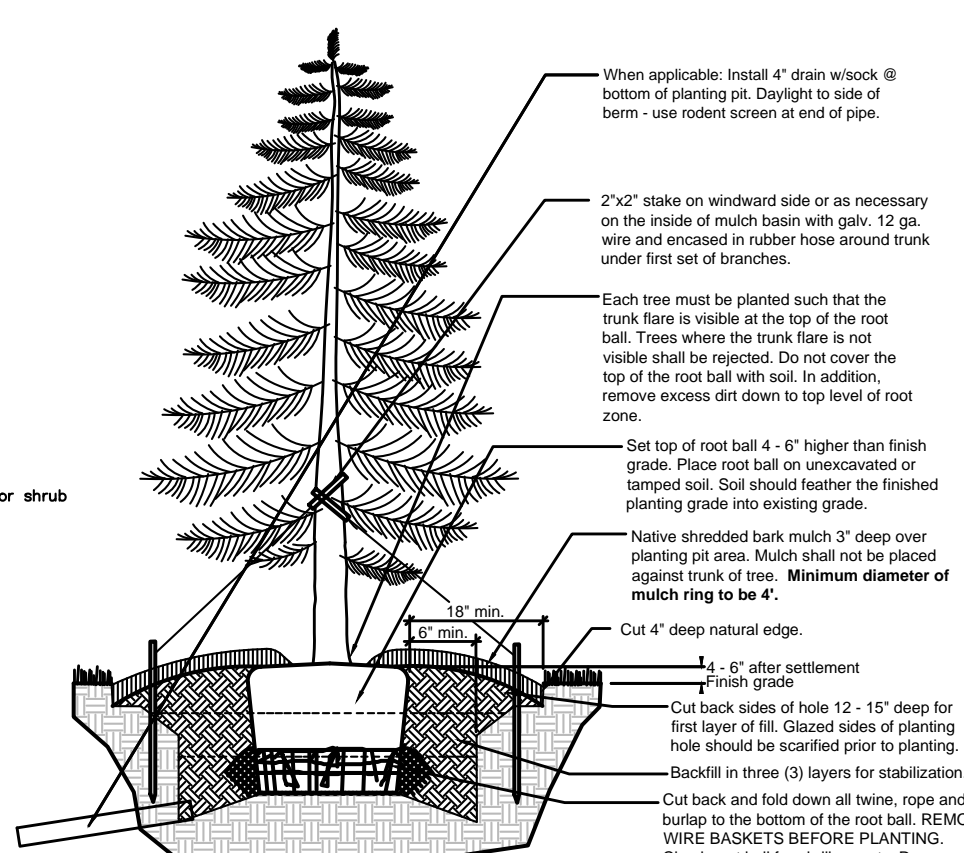 When applicable: Install 4" drain w/sock @
bottom of planting pit. Daylight to side of
berm - use rodent screen at end of pipe.
2"x2" stake on windward side or as necessary
on the inside of mulch basin with galv. 12 ga.
wire and encased in rubber hose around trunk
under first set of branches.
Each tree must be planted such that the
trunk flare is visible at the top of the root
ball. Trees where the trunk flare is not
visible shall be rejected. Do not cover the
top of the root ball with soil. In addition,
remove excess dirt down to top level of root
zone.
or shrub
Set top of root ball 4 - 6" higher than finish
grade. Place root ball on unexcavated or
tamped soil. Soil should feather the finished
planting grade into existing grade.
Native shredded bark mulch 3" deep over
planting pit area. Mulch shall not be placed
against trunk of tree. Minimum diameter of
mulch ring to be 4'.
18" min.
6" min.
Cut 4" deep natural edge.
4 - 6" after settlement
Finish grade
Cut back sides of hole 12 - 15" deep for
first layer of fill. Glazed sides of planting
hole should be scarified prior to planting.
Backfill in three (3) layers for stabilization
Cut back and fold down all twine, rope and
burlap to the bottom of the root ball. REMO
WIRE BASKETS BEFORE PLANTING.